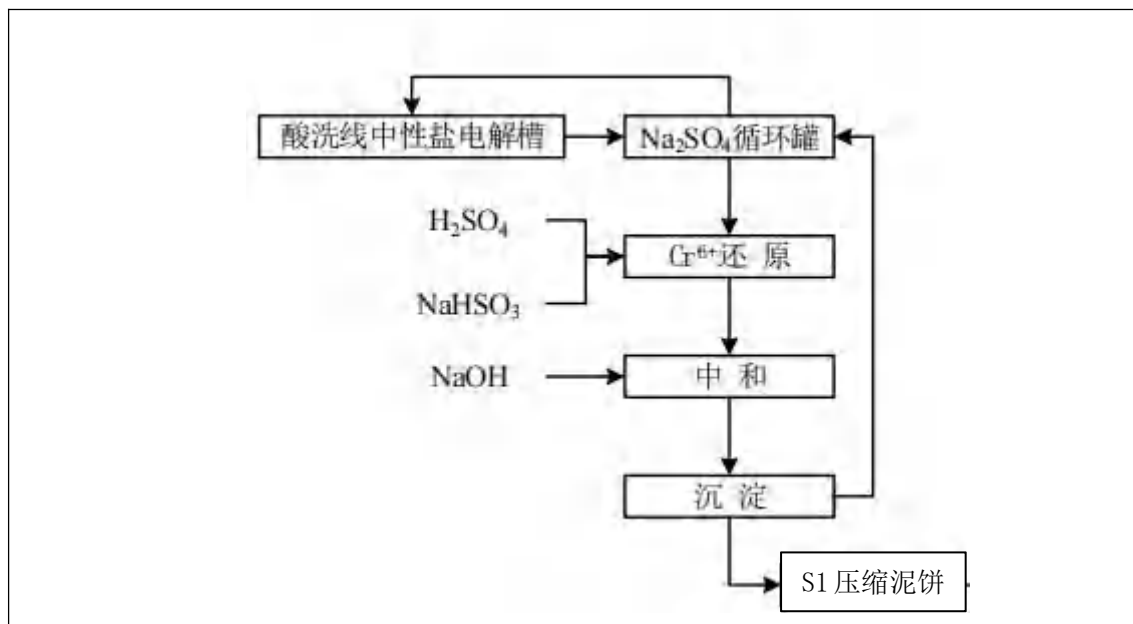 酸洗线中性盐电解槽
Na₂SO₄循环罐
H₂SO₄
Cr⁶⁺还 原
NaHSO₃
NaOH
中 和
沉 淀
S1 压缩泥饼